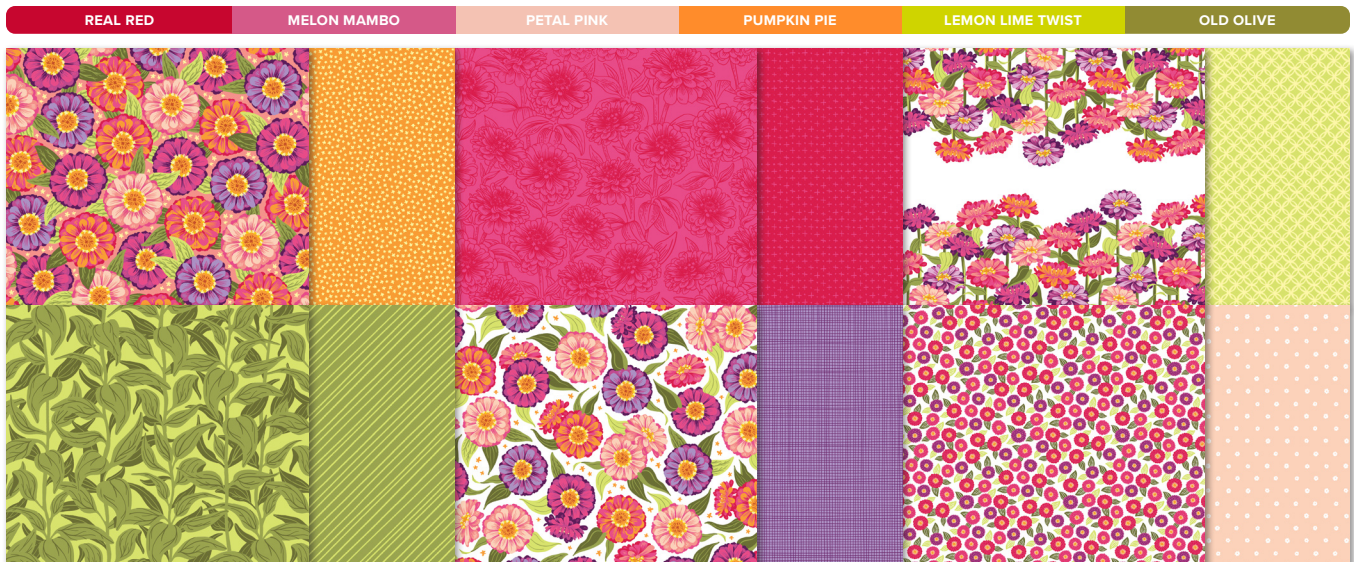 REAL RED
MELON MAMBO
PETAL PINK
PUMPKIN PIE
LEMON LIME TWIST
OLD OLIVE